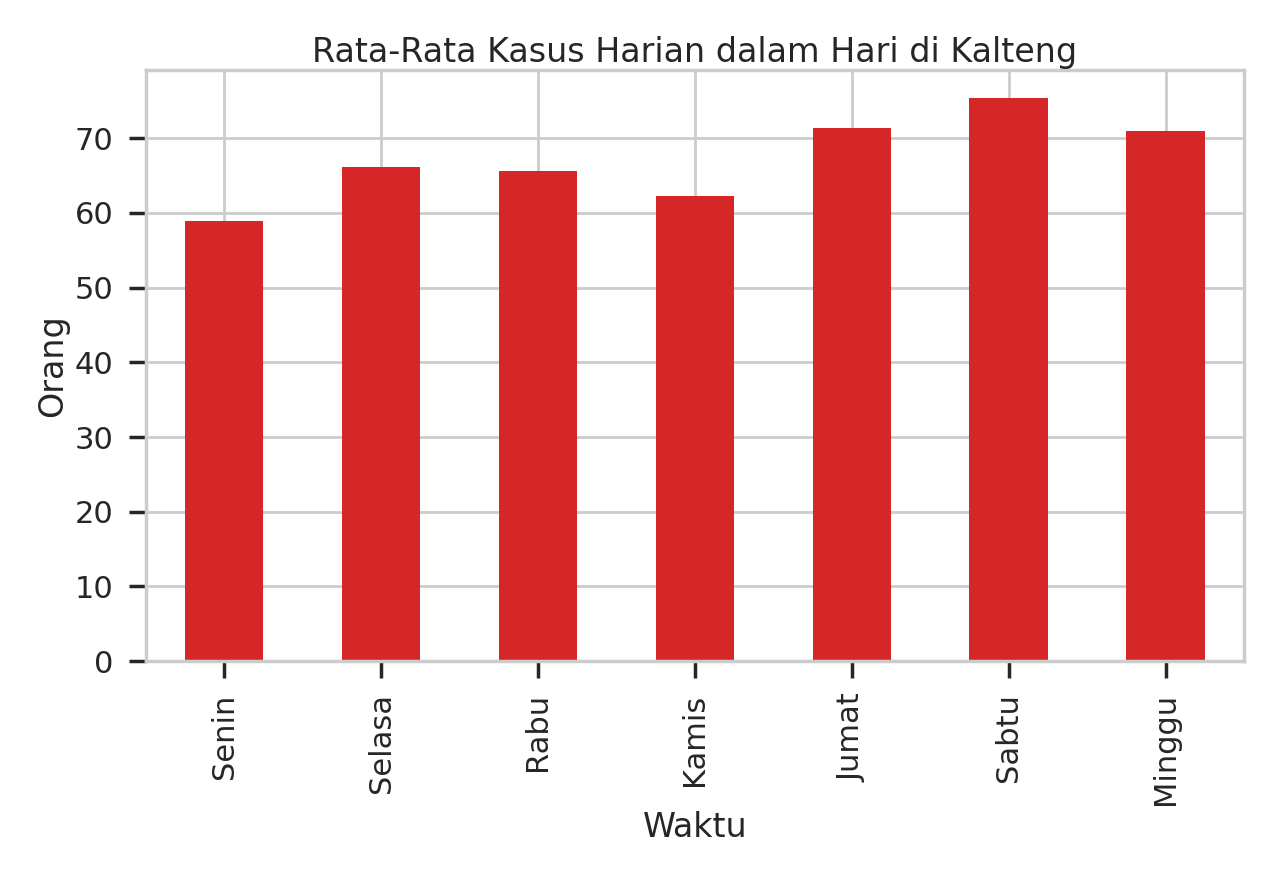 Rata-Rata Kasus Harian dalam Hari di Kalteng
Orang
70
60
50
40
30
20
10
0
Senin
Selasa
Rabu
Kamis
Jumat
Sabtu
Minggu
Waktu